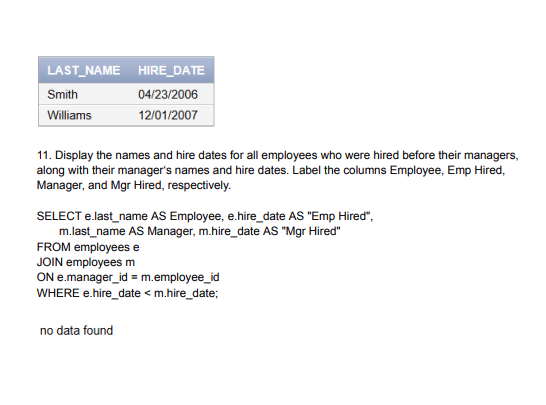 LAST_NAME HIRE_DATE
Smith 04/23/2006
Williams 12/01/2007
11. Display the names and hire dates for all employees who were hired before their managers,
along with their manager's names and hire dates. Label the columns Employee, Emp Hired,
Manager, and Mgr Hired, respectively.
SELECT e.last_name AS Employee, e.hire_date AS "Emp Hired",
m.last_name AS Manager, m.hire_date AS "Mgr Hired"
FROM employees e
JOIN employees m
ON e.manager_id = m.employee_id
WHERE e.hire_date < m.hire_date;
no data found